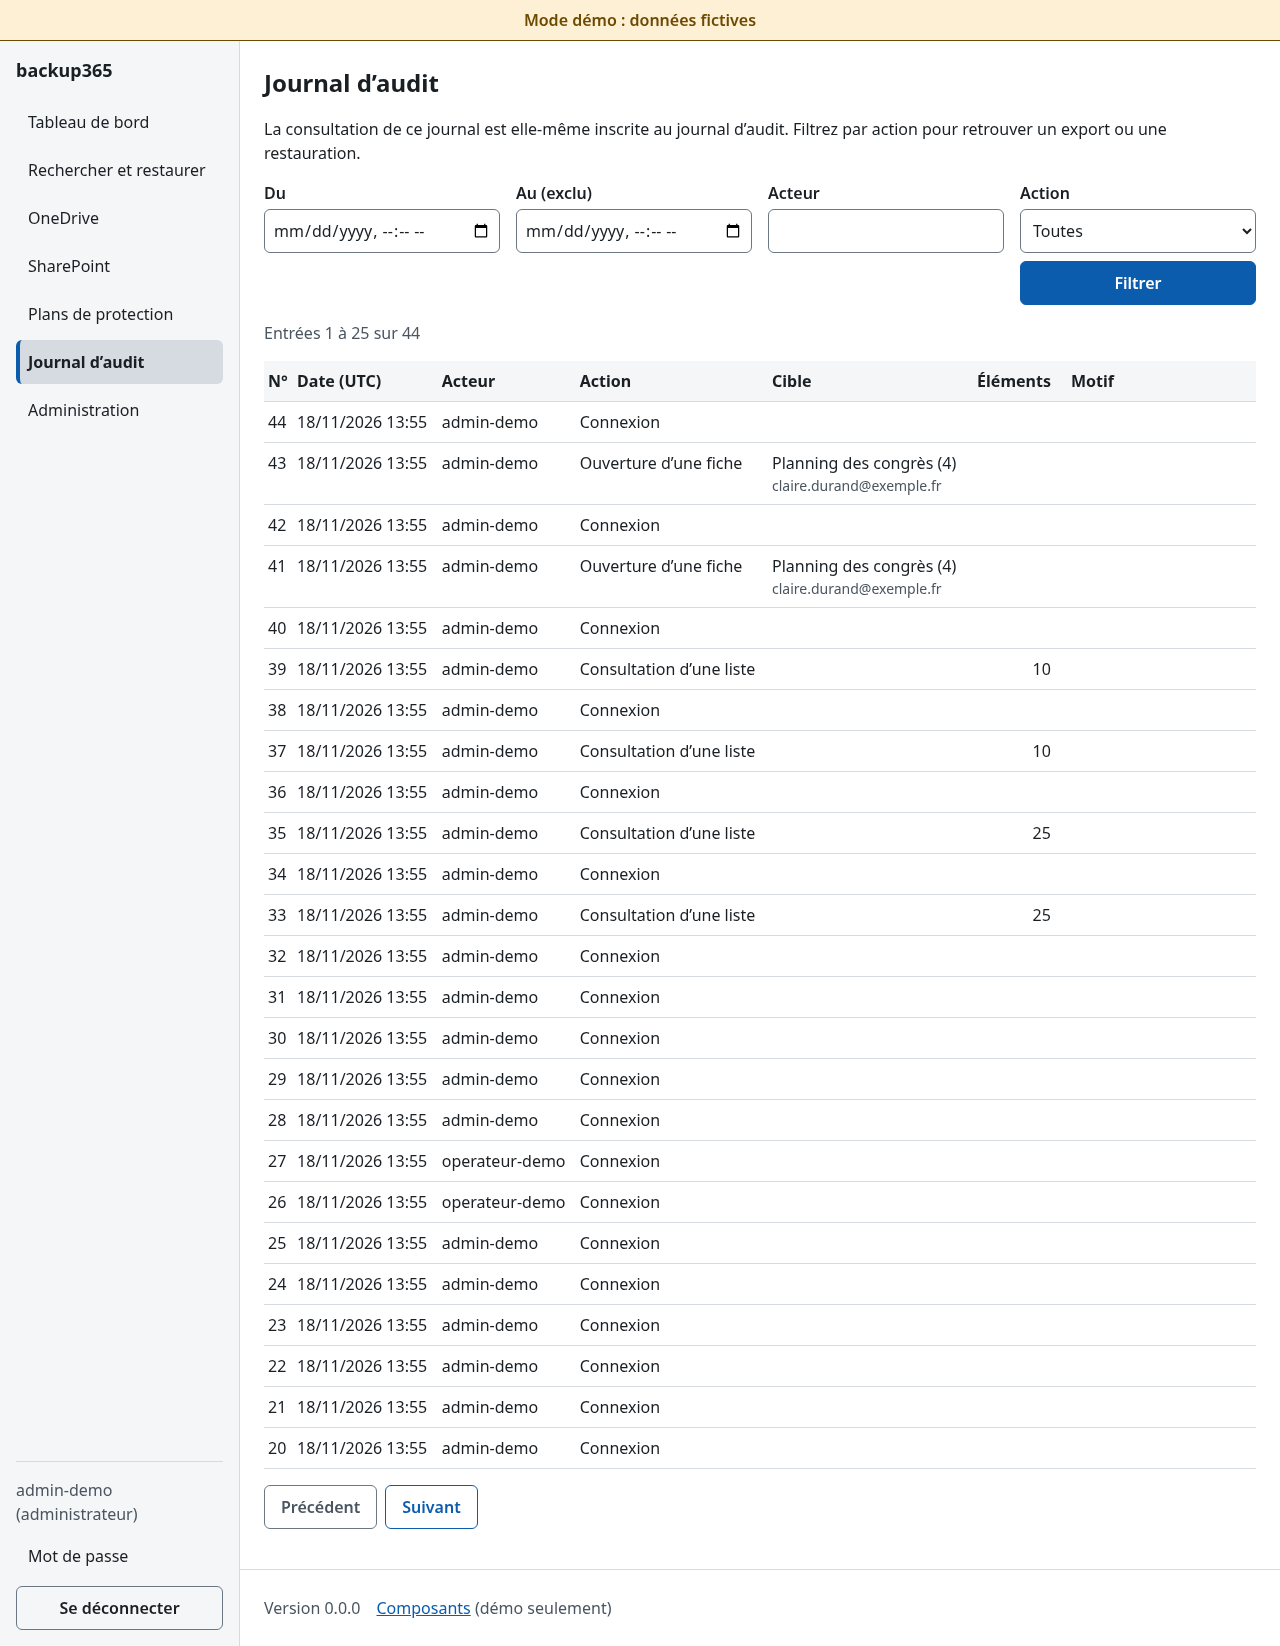 Mode démo : données fictives
backup365
Tableau de bord
Rechercher et restaurer
OneDrive
SharePoint
Plans de protection
Journal d’audit
Administration
admin-demo
(administrateur)
Mot de passe
Se déconnecter
Journal d’audit
La consultation de ce journal est elle-même inscrite au journal d’audit. Filtrez par action pour retrouver un export ou une
restauration.
Du Au (exclu) Acteur Action
mm/dd/yyyy, --:-- -- mm/dd/yyyy, --:-- -- Toutes
Filtrer
Entrées 1 à 25 sur 44
Nº Date (UTC) Acteur Action Cible Éléments Motif
44 18/11/2026 13:55 admin-demo Connexion
43 18/11/2026 13:55 admin-demo Ouverture d’une fiche Planning des congrès (4)
claire.durand@exemple.fr
42 18/11/2026 13:55 admin-demo Connexion
41 18/11/2026 13:55 admin-demo Ouverture d’une fiche Planning des congrès (4)
claire.durand@exemple.fr
40 18/11/2026 13:55 admin-demo Connexion
39 18/11/2026 13:55 admin-demo Consultation d’une liste 10
38 18/11/2026 13:55 admin-demo Connexion
37 18/11/2026 13:55 admin-demo Consultation d’une liste 10
36 18/11/2026 13:55 admin-demo Connexion
35 18/11/2026 13:55 admin-demo Consultation d’une liste 25
34 18/11/2026 13:55 admin-demo Connexion
33 18/11/2026 13:55 admin-demo Consultation d’une liste 25
32 18/11/2026 13:55 admin-demo Connexion
31 18/11/2026 13:55 admin-demo Connexion
30 18/11/2026 13:55 admin-demo Connexion
29 18/11/2026 13:55 admin-demo Connexion
28 18/11/2026 13:55 admin-demo Connexion
27 18/11/2026 13:55 operateur-demo Connexion
26 18/11/2026 13:55 operateur-demo Connexion
25 18/11/2026 13:55 admin-demo Connexion
24 18/11/2026 13:55 admin-demo Connexion
23 18/11/2026 13:55 admin-demo Connexion
22 18/11/2026 13:55 admin-demo Connexion
21 18/11/2026 13:55 admin-demo Connexion
20 18/11/2026 13:55 admin-demo Connexion
Précédent Suivant
Version 0.0.0 Composants (démo seulement)